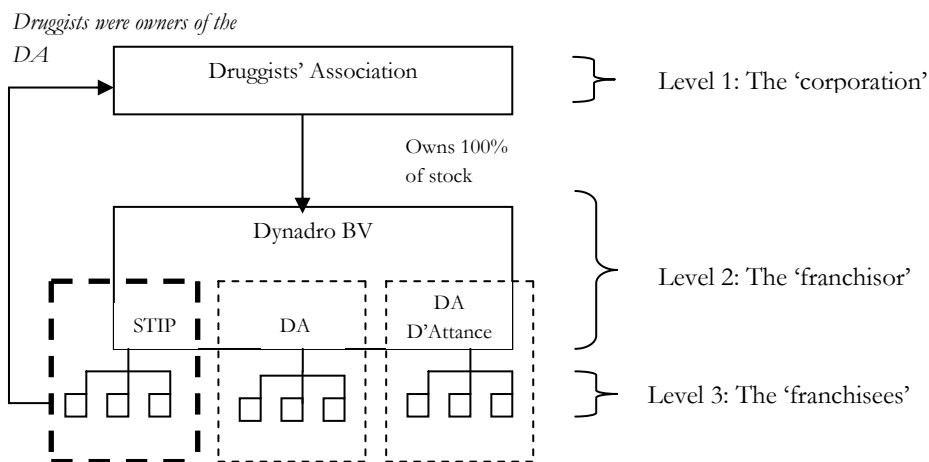 Druggists were owners of the
DA
Druggists’ Association
Level 1: The ‘corporation’
Owns 100%
of stock
Dynadro BV
Level 2: The ‘franchisor’
STIP
DA
DA
D’Attance
Level 3: The ‘franchisees’